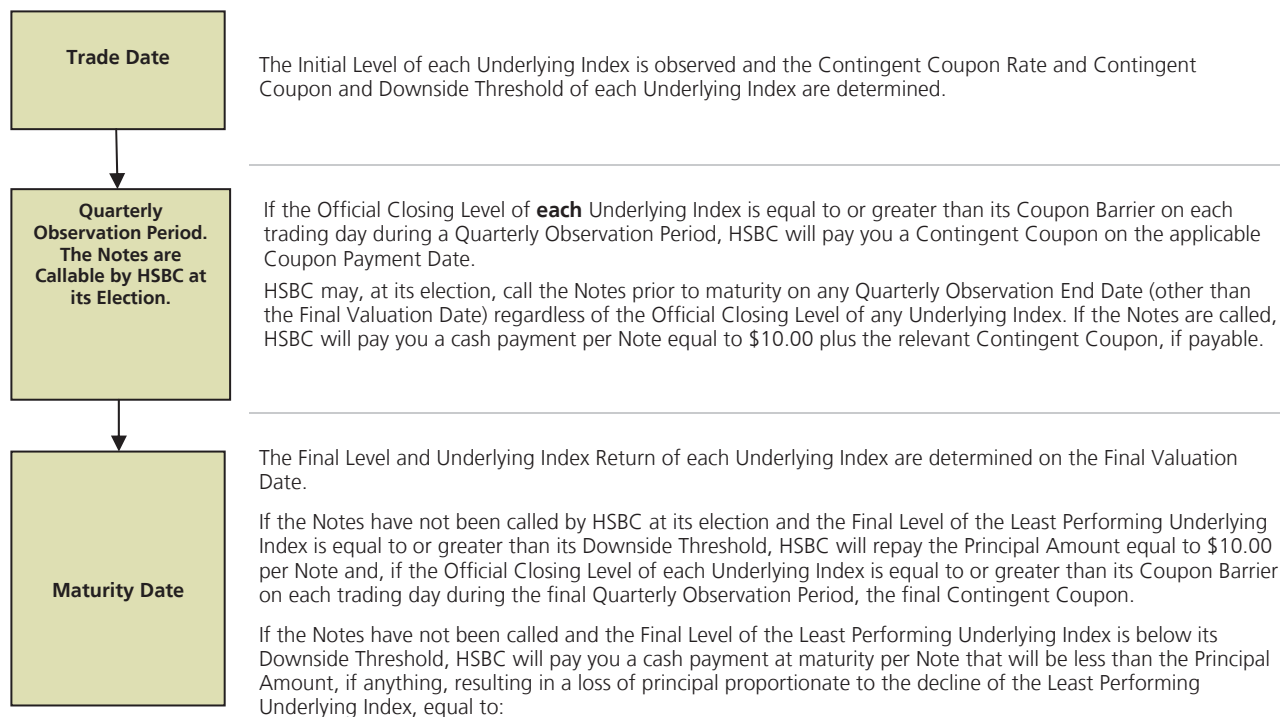 Trade Date
The Initial Level of each Underlying Index is observed and the Contingent Coupon Rate and Contingent
Coupon and Downside Threshold of each Underlying Index are determined.
Quarterly
Observation Period.
The Notes are
Callable by HSBC at
its Election.
If the Official Closing Level of each Underlying Index is equal to or greater than its Coupon Barrier on each
trading day during a Quarterly Observation Period, HSBC will pay you a Contingent Coupon on the applicable
Coupon Payment Date.
HSBC may, at its election, call the Notes prior to maturity on any Quarterly Observation End Date (other than
the Final Valuation Date) regardless of the Official Closing Level of any Underlying Index. If the Notes are called,
HSBC will pay you a cash payment per Note equal to $10.00 plus the relevant Contingent Coupon, if payable.
Maturity Date
The Final Level and Underlying Index Return of each Underlying Index are determined on the Final Valuation
Date.
If the Notes have not been called by HSBC at its election and the Final Level of the Least Performing Underlying
Index is equal to or greater than its Downside Threshold, HSBC will repay the Principal Amount equal to $10.00
per Note and, if the Official Closing Level of each Underlying Index is equal to or greater than its Coupon Barrier
on each trading day during the final Quarterly Observation Period, the final Contingent Coupon.
If the Notes have not been called and the Final Level of the Least Performing Underlying Index is below its
Downside Threshold, HSBC will pay you a cash payment at maturity per Note that will be less than the Principal
Amount, if anything, resulting in a loss of principal proportionate to the decline of the Least Performing
Underlying Index, equal to: